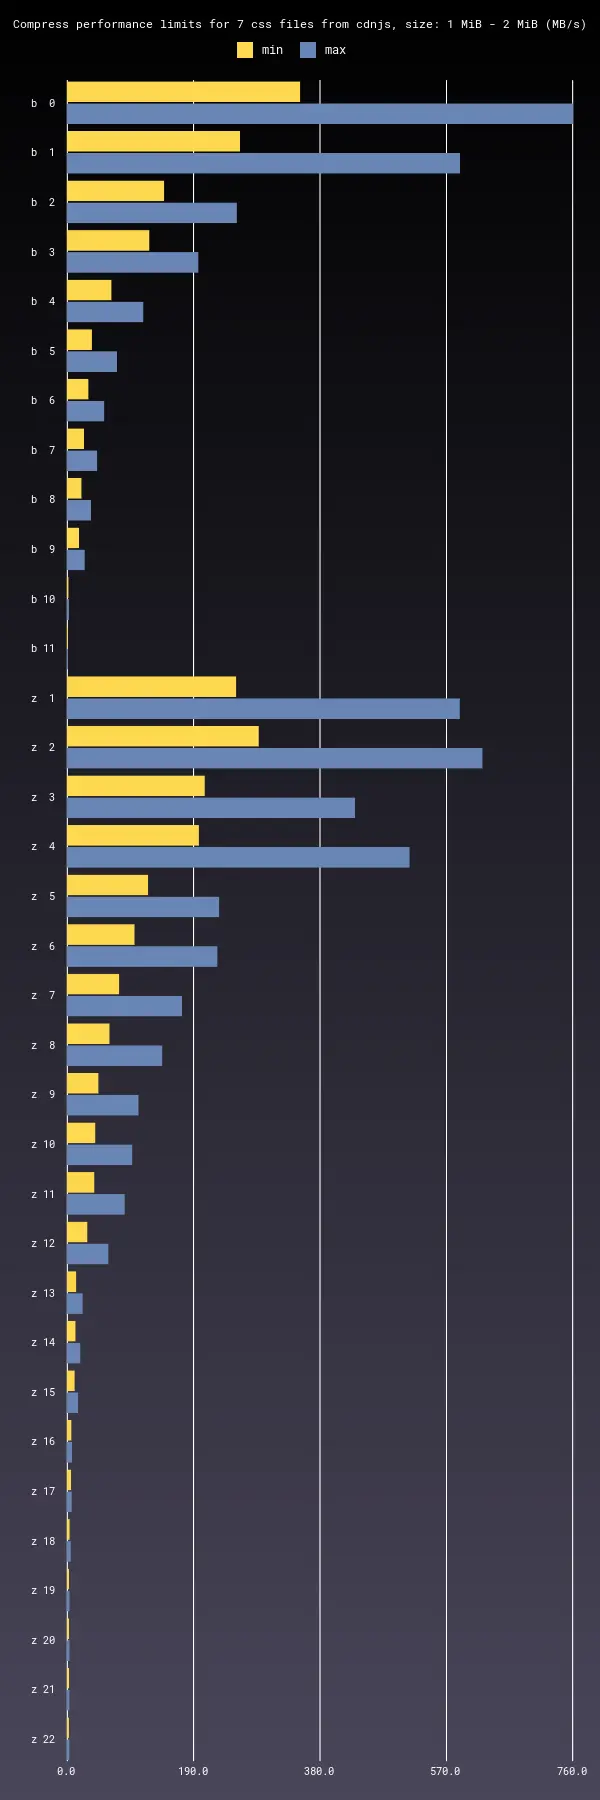 Compress performance limits for 7 css files from cdnjs, size: 1 MiB - 2 MiB (MB/s)
min max
b 0
b 1
b 2
b 3
b 4
b 5
b 6
b 7
b 8
b 9
b 10
b 11
z 1
z 2
z 3
z 4
z 5
z 6
z 7
z 8
z 9
z 10
z 11
z 12
z 13
z 14
z 15
z 16
z 17
z 18
z 19
z 20
z 21
z 22
0.0 190.0 380.0 570.0 760.0